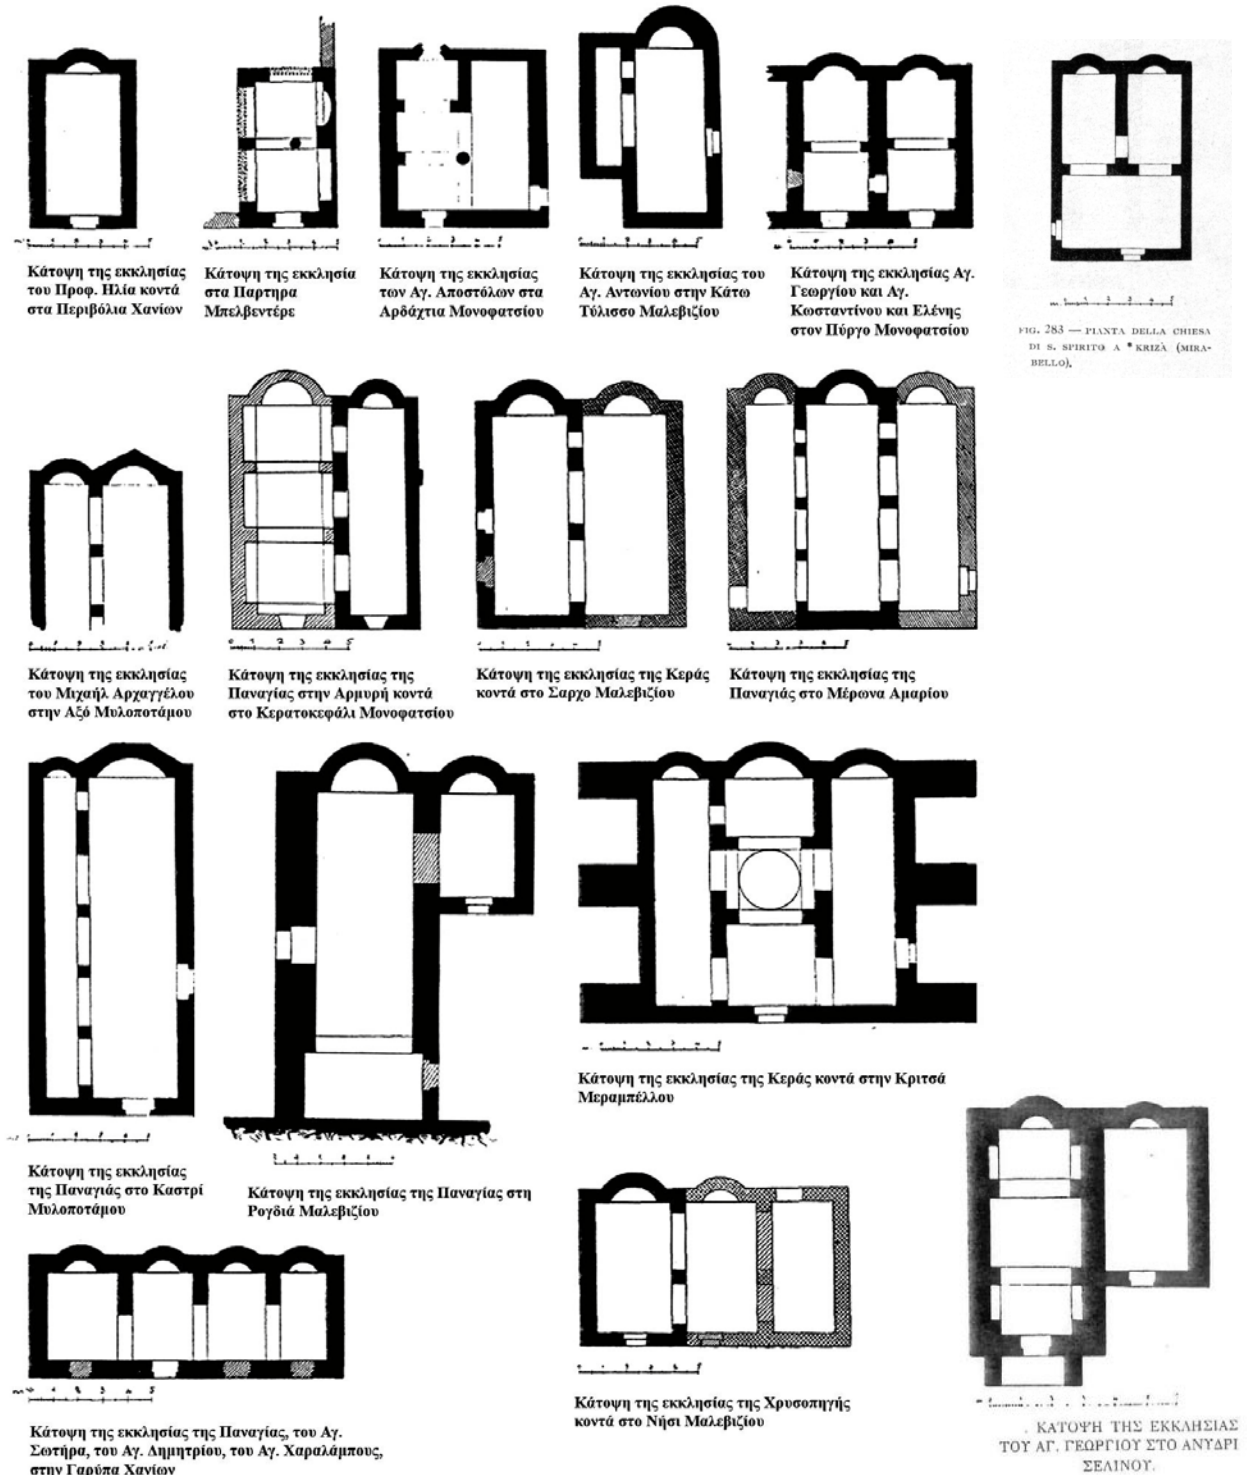 Κάτοψη της εκκλησίας
του Προφ. Ηλία κοντά
στα Περιβόλια Χανίων
Κάτοψη της εκκλησία
στα Παρτηρα
Μπελβεντέρε
Κάτοψη της εκκλησίας
των Αγ. Αποστόλων στα
Αρδάχτια Μονοφατσίου
Κάτοψη της εκκλησίας του
Αγ. Αντωνίου στην Κάτω
Τύλισσο Μαλεβιζίου
Κάτοψη της εκκλησίας Αγ.
Γεωργίου και Αγ.
Κωσταντίνου και Ελένης
στον Πύργο Μονοφατσίου
FIG. 283 — PIANTA DELLA CHIESA
DI S. SPIRITO A * KRIZÀ (MIRA-
BELLO).
Κάτοψη της εκκλησίας
του Μιχαήλ Αρχαγγέλου
στην Αξό Μυλοποτάμου
Κάτοψη της εκκλησίας της
Παναγίας στην Αρμυρή κοντά
στο Κερατοκεφάλι Μονοφατσίου
Κάτοψη της εκκλησίας της Κεράς
κοντά στο Σαρχο Μαλεβιζίου
Κάτοψη της εκκλησίας της
Παναγιάς στο Μέρωνα Αμαρίου
Κάτοψη της εκκλησίας
της Παναγιάς στο Καστρί
Μυλοποτάμου
Κάτοψη της εκκλησίας της Παναγίας στη
Ρογδιά Μαλεβιζίου
Κάτοψη της εκκλησίας της Κεράς κοντά στην Κριτσά
Μεραμπέλλου
Κάτοψη της εκκλησίας της Παναγίας, του Αγ.
Σωτήρα, του Αγ. Δημητρίου, του Αγ. Χαραλάμπους,
στην Γαρύπα Χανίων
Κάτοψη της εκκλησίας της Χρυσοπηγής
κοντά στο Νήσι Μαλεβιζίου
. ΚΑΤΟΨΗ ΤΗΣ ΕΚΚΛΗΣΙΑΣ
ΤΟΥ ΑΓ. ΓΕΩΡΓΙΟΥ ΣΤΟ ΑΝΥΔΡΙ
ΣΕΛΙΝΟΥ.